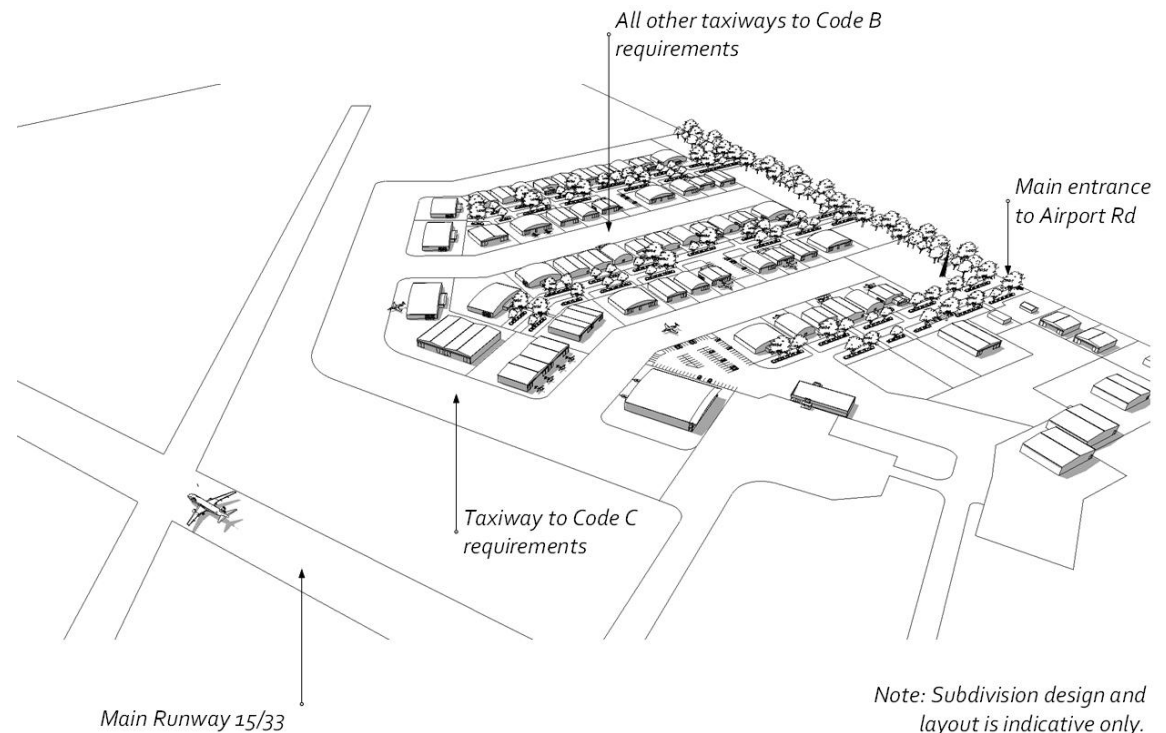 All other taxiways to Code B
requirements
Main entrance
to Airport Rd
Taxiway to Code C
requirements
Main Runway 15/33
Note: Subdivision design and
layout is indicative only.